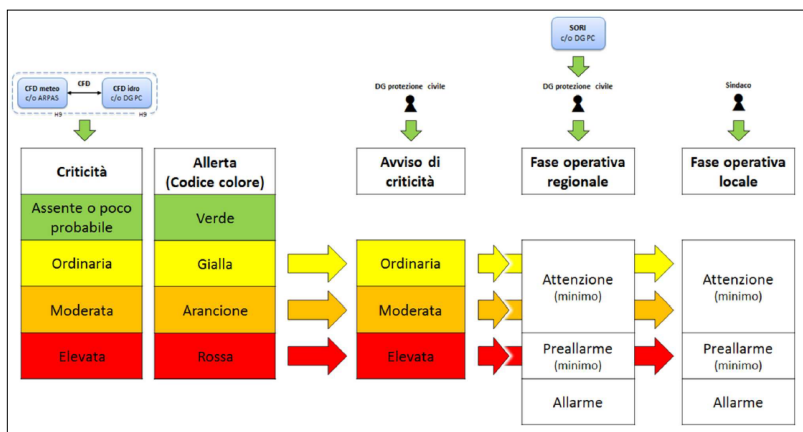 SORI
c/o DG PC
CFD meteo
c/o ARPAS
CFD
CFD idro
c/o DG PC
H9
H9
DG protezione civile
DG protezione civile
Sindaco
Criticità
Allerta
(Codice colore)
Avviso di
criticità
Fase operativa
regionale
Fase operativa
locale
Assente o poco
probabile
Verde
Ordinaria
Gialla
Ordinaria
Attenzione
(minimo)
Attenzione
(minimo)
Moderata
Arancione
Moderata
Elevata
Rossa
Elevata
Preallarme
(minimo)
Preallarme
(minimo)
Allarme
Allarme